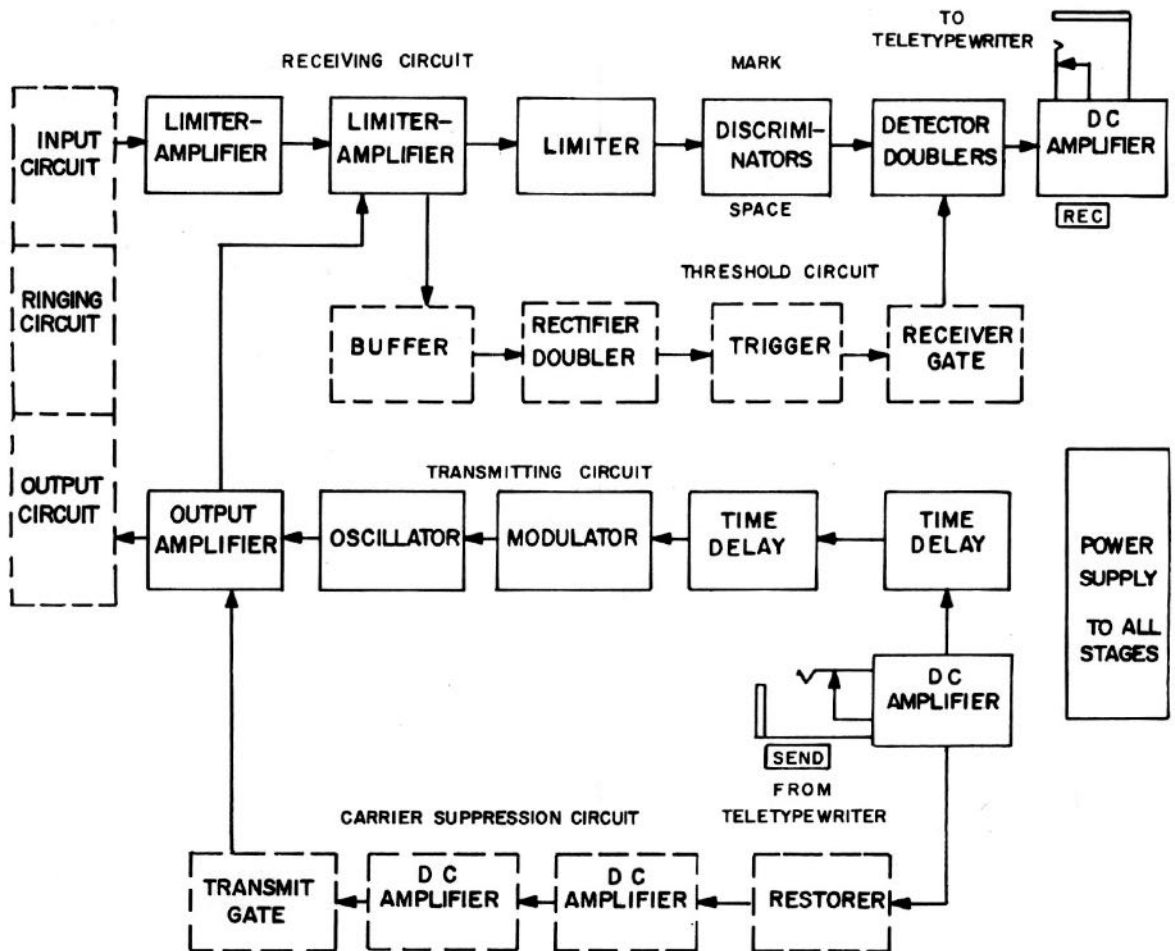 TO
TELETYPEWRITER
RECEIVING CIRCUIT
MARK
INPUT
CIRCUIT
LIMITER-
AMPLIFIER
LIMITER-
AMPLIFIER
LIMITER
DISCRIMI-
NATORS
DETECTOR
DOUBLERS
DC
AMPLIFIER
SPACE
REC
RINGING
CIRCUIT
THRESHOLD CIRCUIT
BUFFER
RECTIFIER
DOUBLER
TRIGGER
RECEIVER
GATE
TRANSMITTING CIRCUIT
OUTPUT
CIRCUIT
OUTPUT
AMPLIFIER
OSCILLATOR
MODULATOR
TIME
DELAY
TIME
DELAY
POWER
SUPPLY
TO ALL
STAGES
DC
AMPLIFIER
SEND
FROM
TELETYPEWRITER
CARRIER SUPPRESSION CIRCUIT
TRANSMIT
GATE
DC
AMPLIFIER
DC
AMPLIFIER
RESTORER